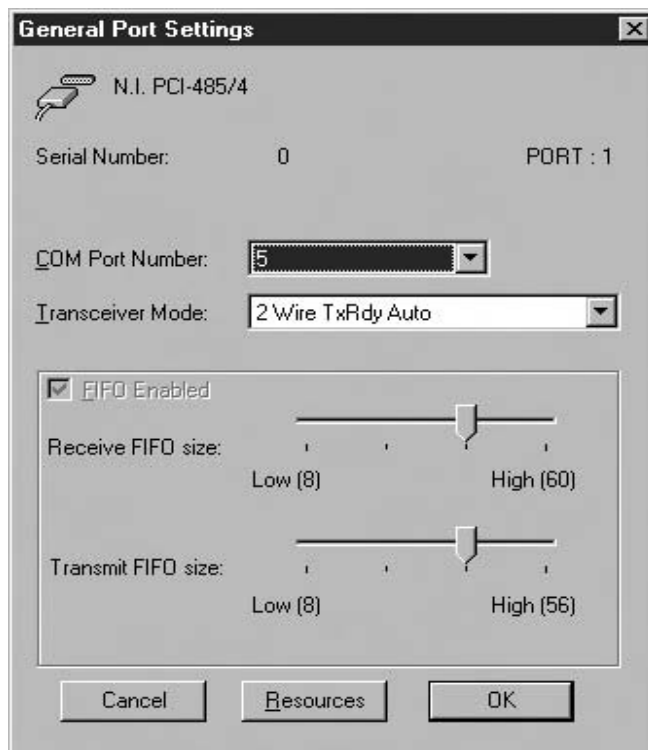 General Port Settings
N.I. PCI-485/4
Serial Number: 0 PORT : 1
COM Port Number: 5
Transceiver Mode: 2 Wire TxRdy Auto
FIFO Enabled
Receive FIFO size:
Low (8) High (60)
Transmit FIFO size:
Low (8) High (56)
Cancel Resources OK